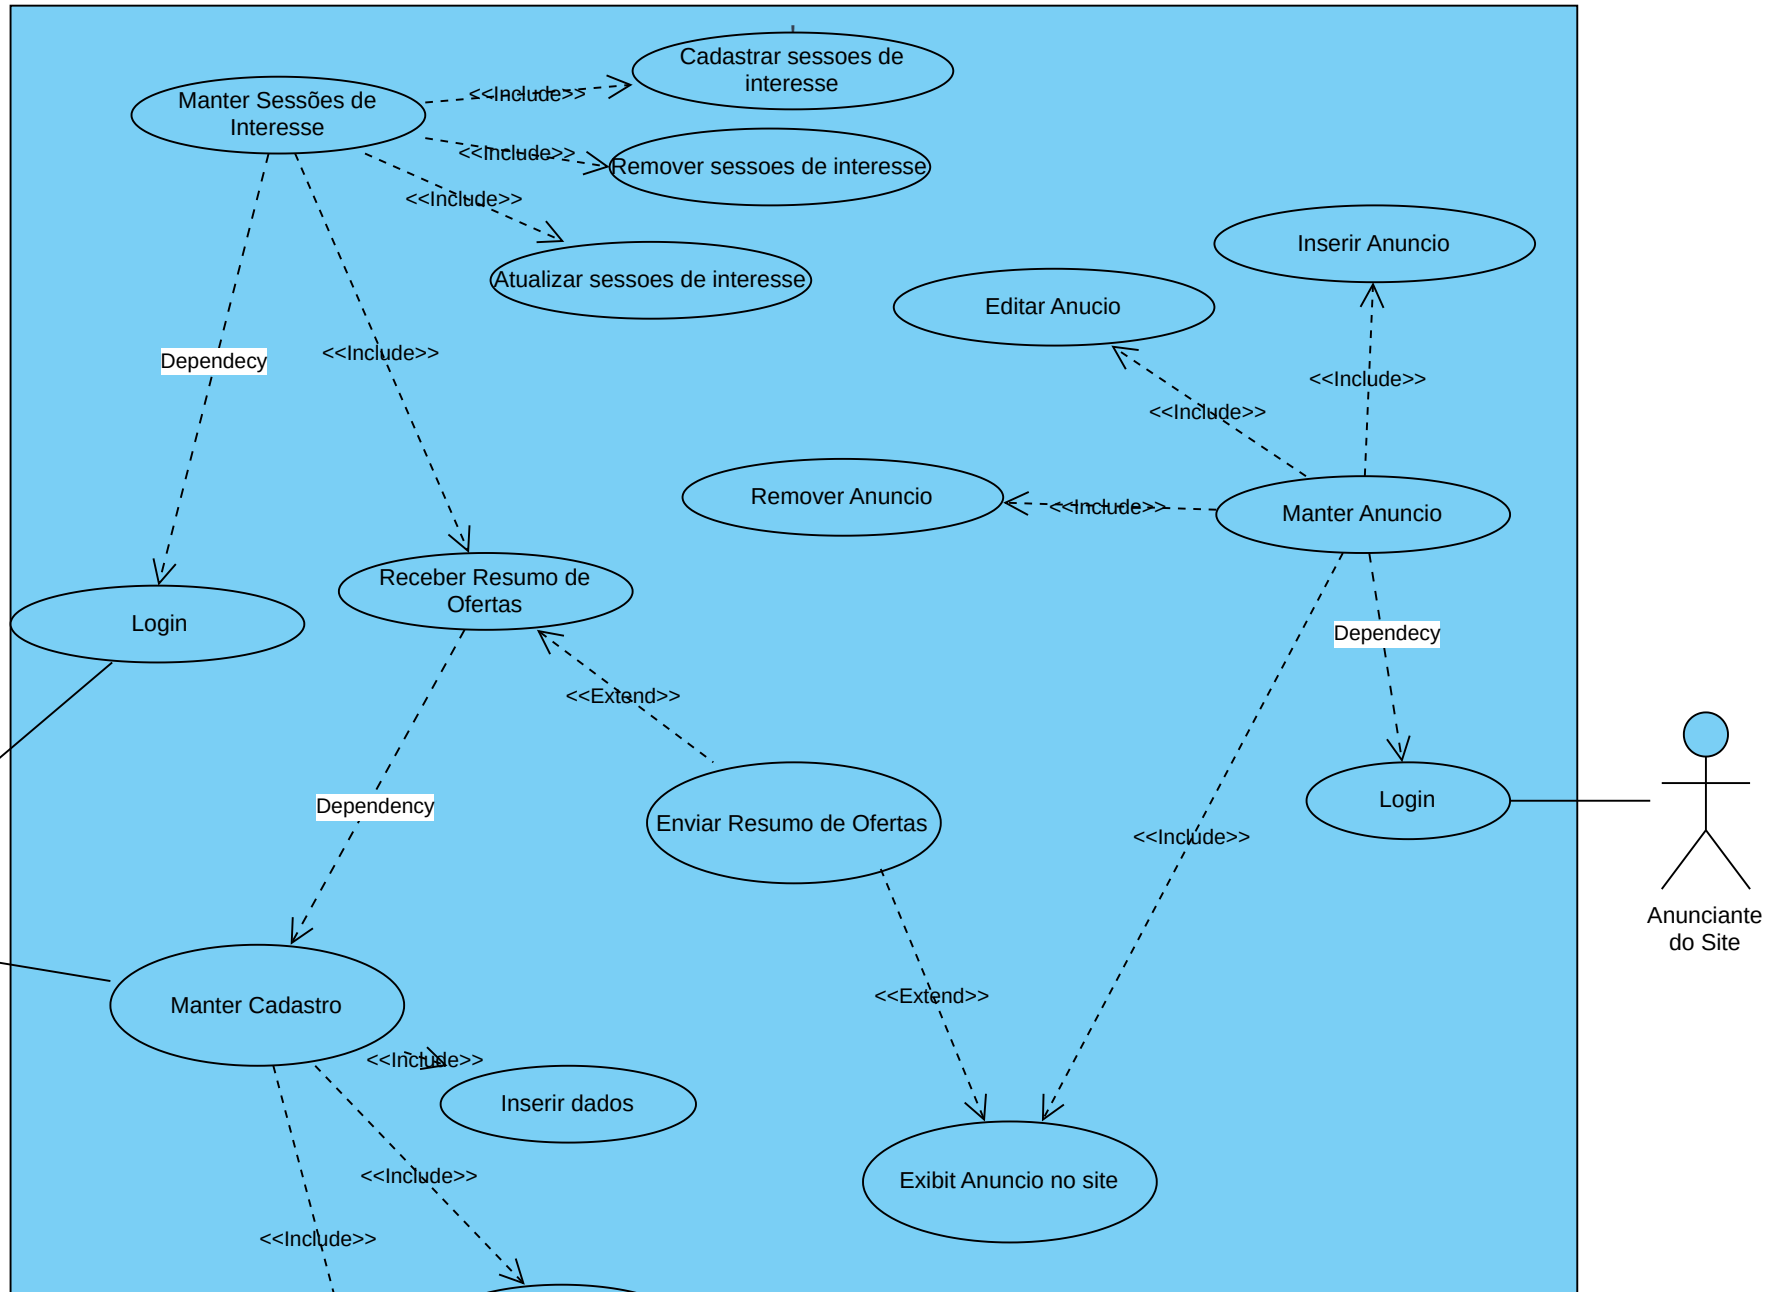 Cadastrar sessoes de
interesse
<<Include>>
Manter Sessões de
Interesse
<<Include>>
Remover sessoes de interesse
<<Include>>
Inserir Anuncio
Atualizar sessoes de interesse
Editar Anucio
Dependecy
<<Include>>
<<Include>>
<<Include>>
Remover Anuncio
<<Include>>
Manter Anuncio
Receber Resumo de
Ofertas
Login
Dependecy
<<Extend>>
Dependency
Enviar Resumo de Ofertas
Login
<<Include>>
Anunciante
do Site
<<Extend>>
Manter Cadastro
<<Include>>
Inserir dados
<<Include>>
Exibit Anuncio no site
<<Include>>